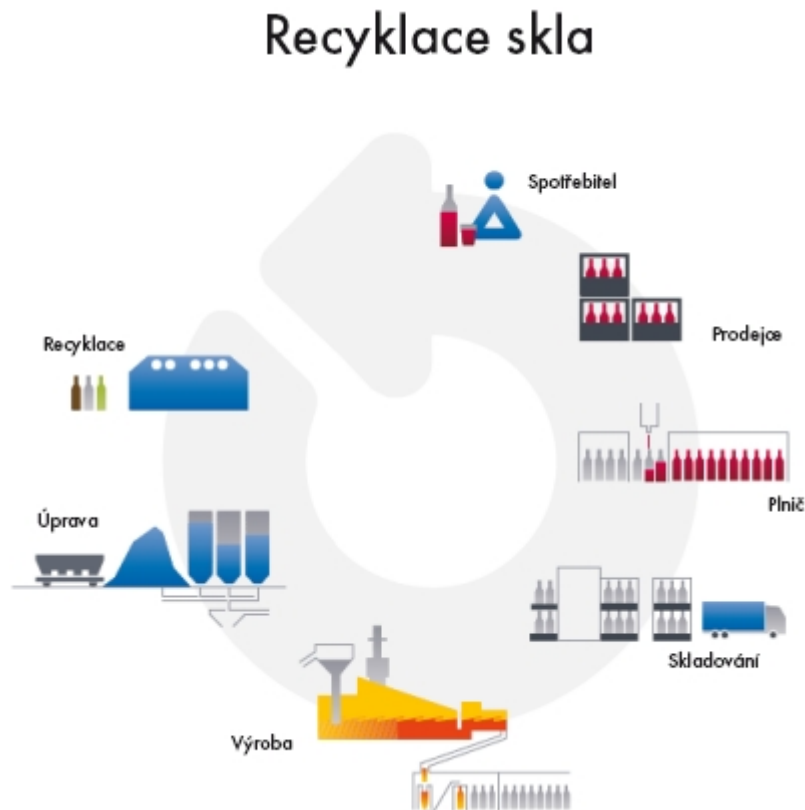 Recyklace skla
Spotřebitel
Prodejce
Plnič
Skladování
Výroba
Úprava
Recyklace